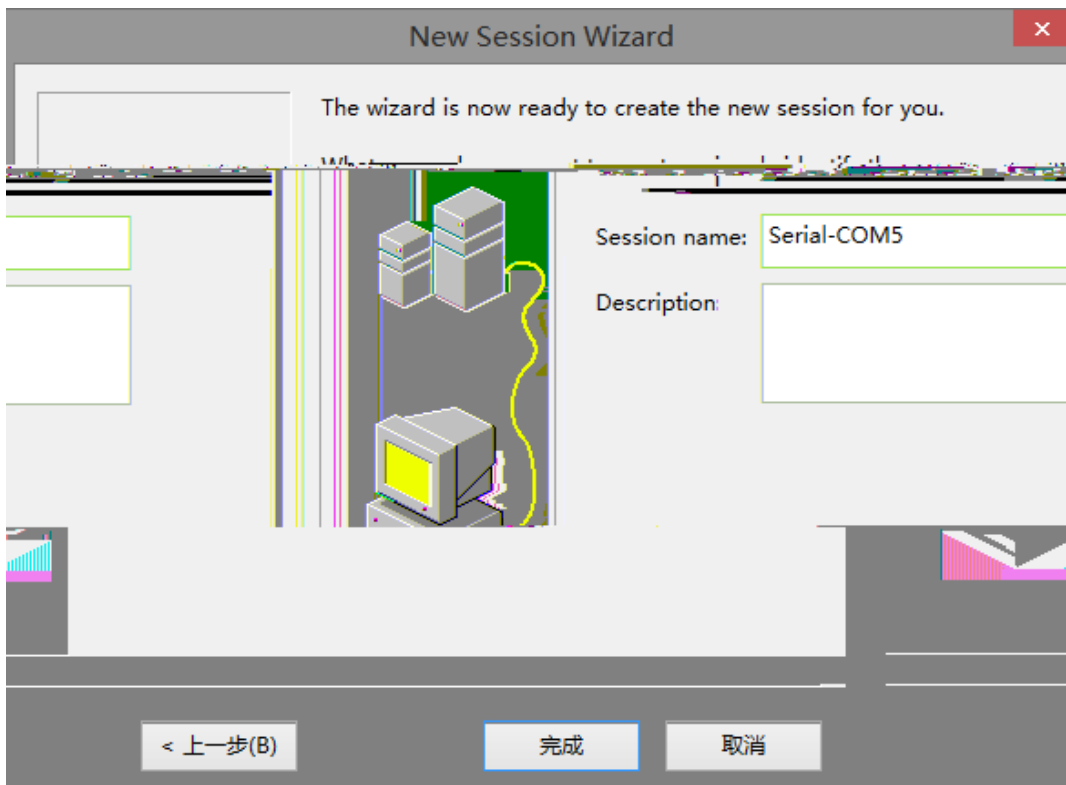 New Session Wizard
The wizard is now ready to create the new session for you.
Session name:
Serial-COM5
Description:
< 上一步(B)
完成
取消